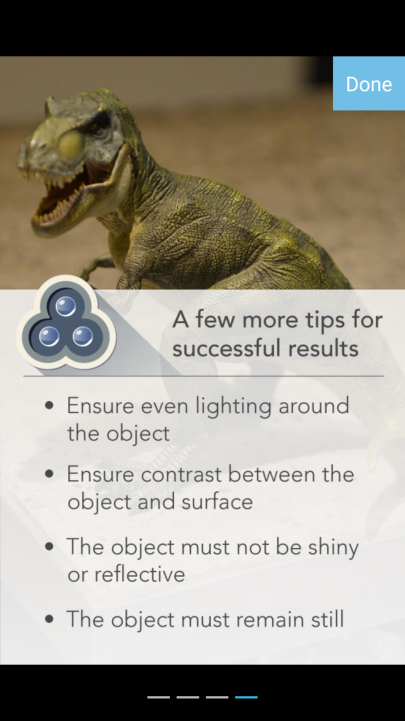 Done
A few more tips for
successful results
• Ensure even lighting around
the object
• Ensure contrast between the
object and surface
• The object must not be shiny
or reflective
• The object must remain still